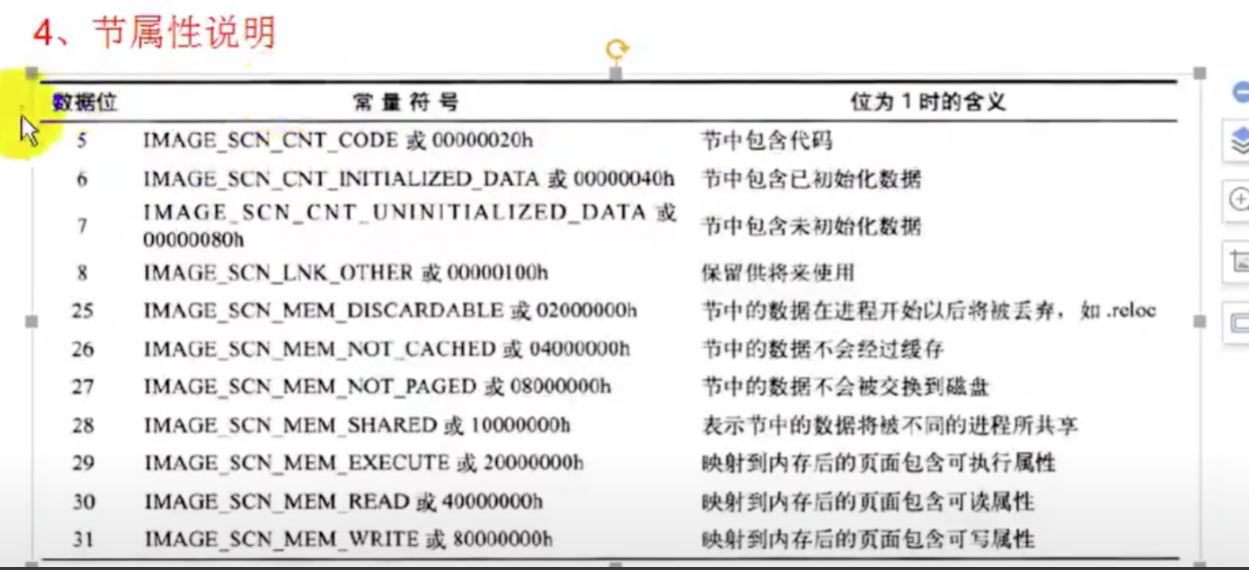 4、节属性说明
数据位 常量符号 位为1时的含义
5 IMAGE_SCN_CNT_CODE 或 00000020h 节中包含代码
6 IMAGE_SCN_CNT_INITIALIZED_DATA 或 00000040h 节中包含已初始化数据
7 IMAGE_SCN_CNT_UNINITIALIZED_DATA 或
00000080h 节中包含未初始化数据
8 IMAGE_SCN_LNK_OTHER 或 00000100h 保留供将来使用
25 IMAGE_SCN_MEM_DISCARDABLE 或 02000000h 节中的数据在进程开始以后将被丢弃，如 .reloc
26 IMAGE_SCN_MEM_NOT_CACHED 或 04000000h 节中的数据不会经过缓存
27 IMAGE_SCN_MEM_NOT_PAGED 或 08000000h 节中的数据不会被交换到磁盘
28 IMAGE_SCN_MEM_SHARED 或 10000000h 表示节中的数据将被不同的进程所共享
29 IMAGE_SCN_MEM_EXECUTE 或 20000000h 映射到内存后的页面包含可执行属性
30 IMAGE_SCN_MEM_READ 或 40000000h 映射到内存后的页面包含可读属性
31 IMAGE_SCN_MEM_WRITE 或 80000000h 映射到内存后的页面包含可写属性